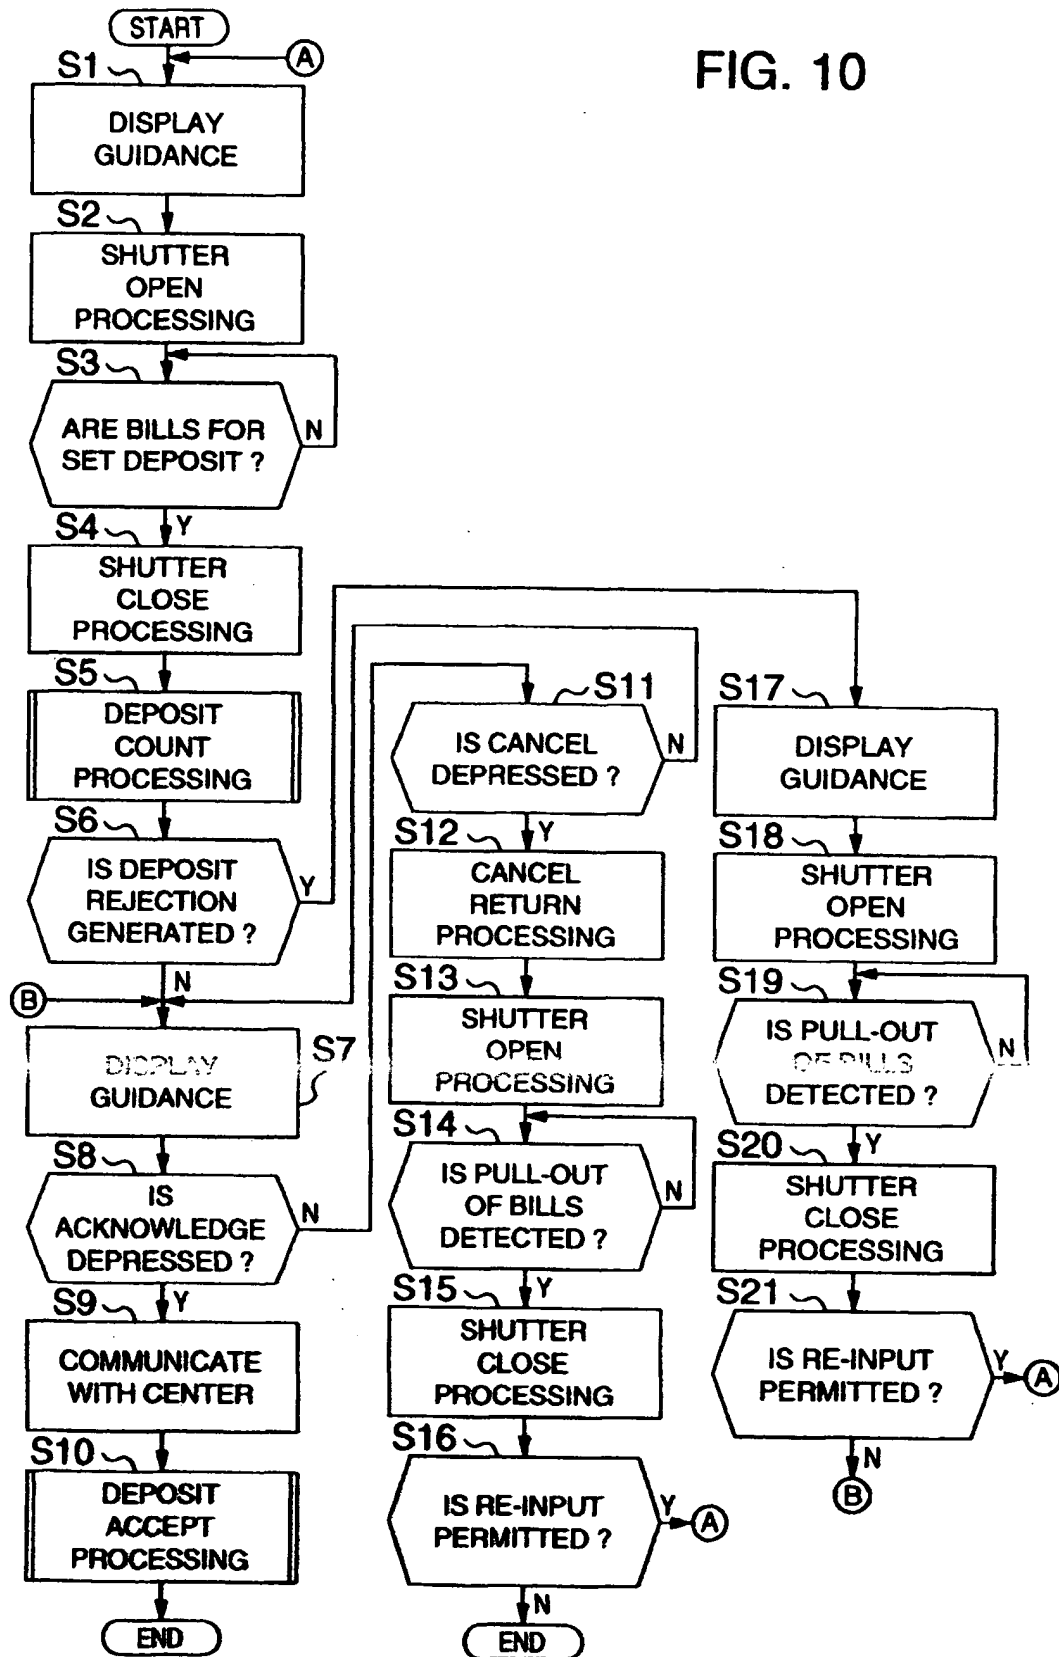 FIG. 10
START
A
S1
DISPLAY
GUIDANCE
S2
SHUTTER
OPEN
PROCESSING
S3
ARE BILLS FOR
SET DEPOSIT ?
N
Y
S4
SHUTTER
CLOSE
PROCESSING
S5
DEPOSIT
COUNT
PROCESSING
S6
IS DEPOSIT
REJECTION
GENERATED ?
Y
N
B
S7
DISPLAY
GUIDANCE
S8
IS
ACKNOWLEDGE
DEPRESSED ?
N
Y
S9
COMMUNICATE
WITH CENTER
S10
DEPOSIT
ACCEPT
PROCESSING
END
S11
IS CANCEL
DEPRESSED ?
N
Y
S12
CANCEL
RETURN
PROCESSING
S13
SHUTTER
OPEN
PROCESSING
S14
IS PULL-OUT
OF BILLS
DETECTED ?
N
Y
S15
SHUTTER
CLOSE
PROCESSING
S16
IS RE-INPUT
PERMITTED ?
Y
A
N
END
S17
DISPLAY
GUIDANCE
S18
SHUTTER
OPEN
PROCESSING
S19
IS PULL-OUT
OF BILLS
DETECTED ?
N
Y
S20
SHUTTER
CLOSE
PROCESSING
S21
IS RE-INPUT
PERMITTED ?
Y
A
N
B